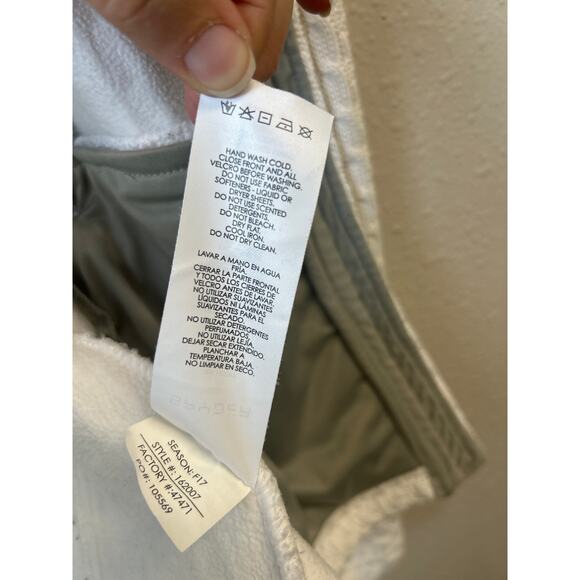 HAND WASH COLD.
CLOSE FRONT AND ALL
VELCRO BEFORE WASHING.
DO NOT USE FABRIC
SOFTENERS - LIQUID OR
DRYER SHEETS.
DO NOT USE SCENTED
DETERGENTS.
DO NOT BLEACH.
DRY FLAT.
COOL IRON.
DO NOT DRY CLEAN.
LAVAR A MANO EN AGUA
FRÍA.
CERRAR LA PARTE FRONTAL
Y TODOS LOS CIERRES DE
VELCRO ANTES DE LAVAR.
NO UTILIZAR SUAVIZANTES
LÍQUIDOS NI LÁMINAS
SUAVIZANTES PARA EL
SECADO.
NO UTILIZAR DETERGENTES
PERFUMADOS.
NO UTILIZAR LEJÍA.
DEJAR SECAR EXTENDIDO.
PLANCHAR A
TEMPERATURA BAJA.
NO LIMPIAR EN SECO.
SEASON: F17
STYLE #: 162007
FACTORY #:47471
PO#: 105569